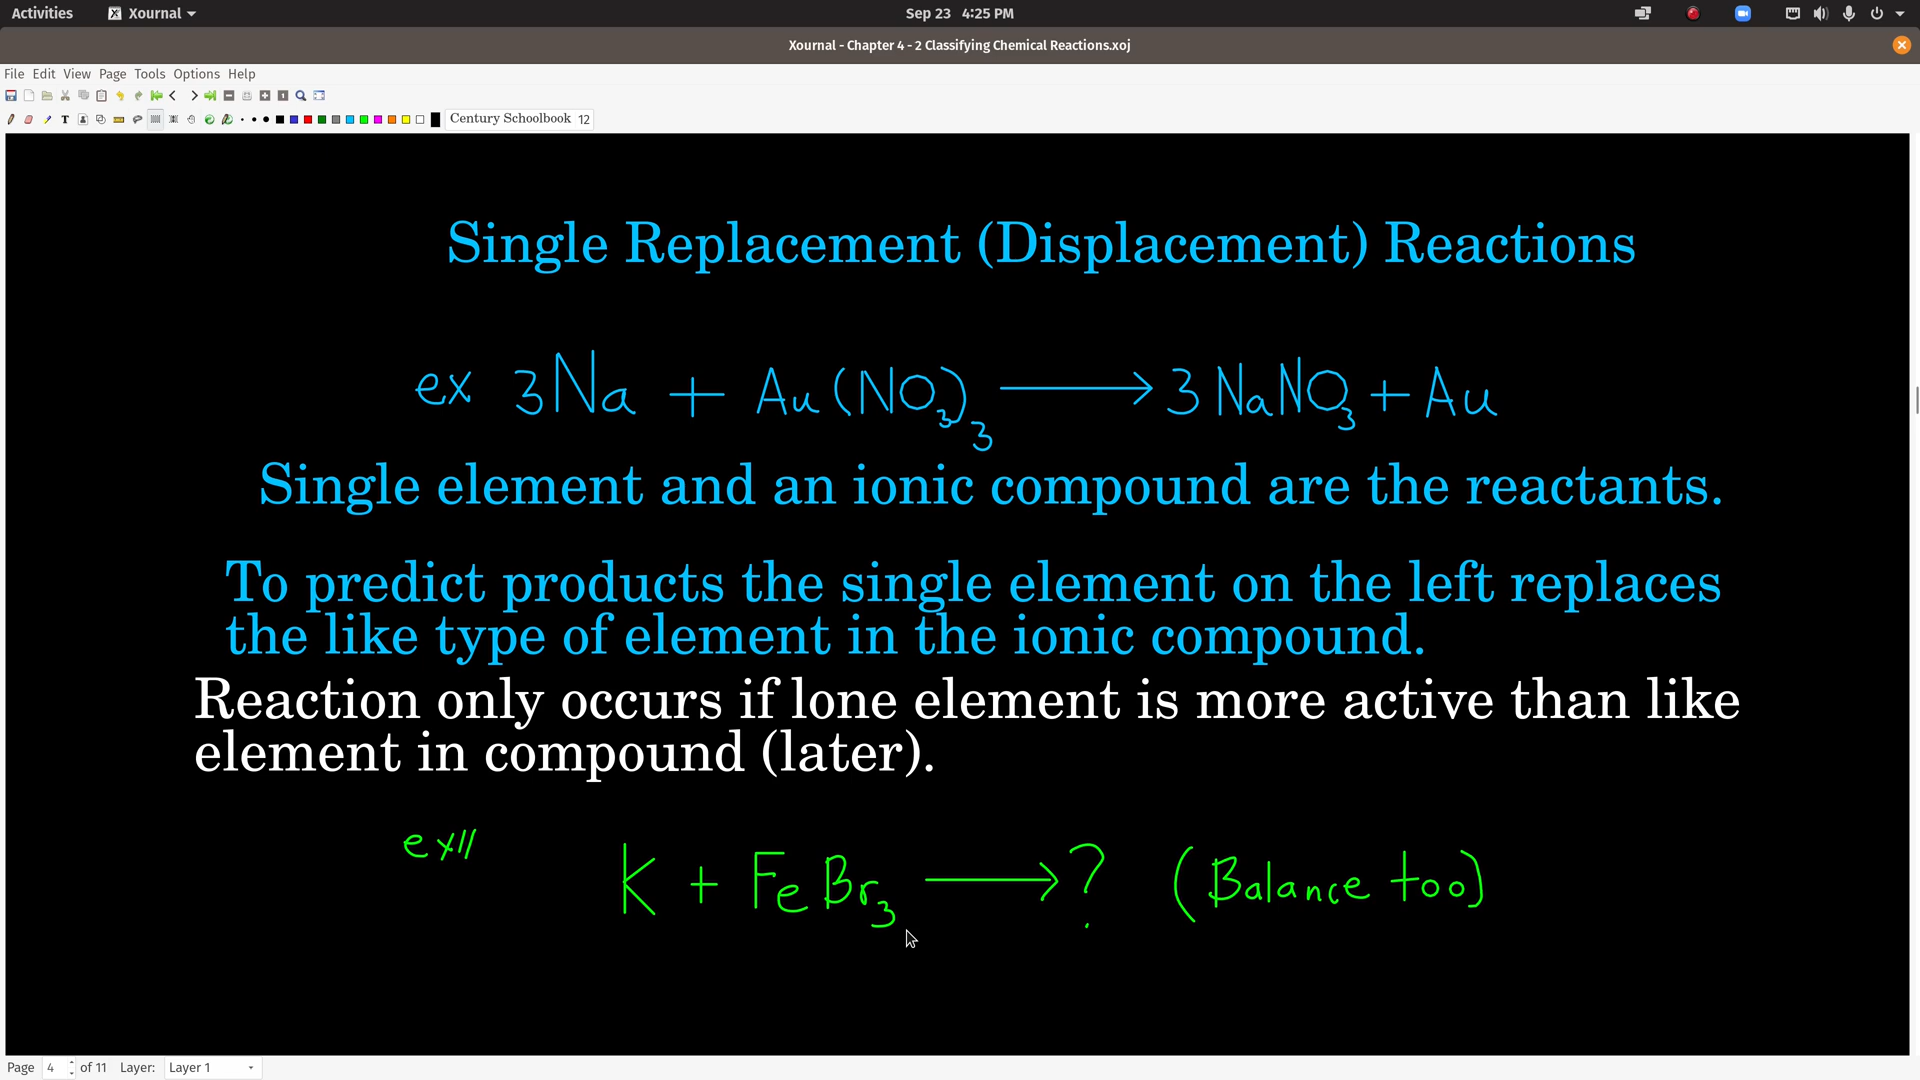 Activities Xournal Sep 23 4:25 PM
Xournal - Chapter 4 - 2 Classifying Chemical Reactions.xoj
File Edit View Page Tools Options Help
T Century Schoolbook 12
Single Replacement (Displacement) Reactions
ex 3Na + Au(NO₃)₃ ⟶ 3NaNO₃ + Au
Single element and an ionic compound are the reactants.
To predict products the single element on the left replaces
the like type of element in the ionic compound.
Reaction only occurs if lone element is more active than like
element in compound (later).
ex// K + FeBr₃ ⟶ ? (Balance too)
Page 4 of 11 Layer: Layer 1